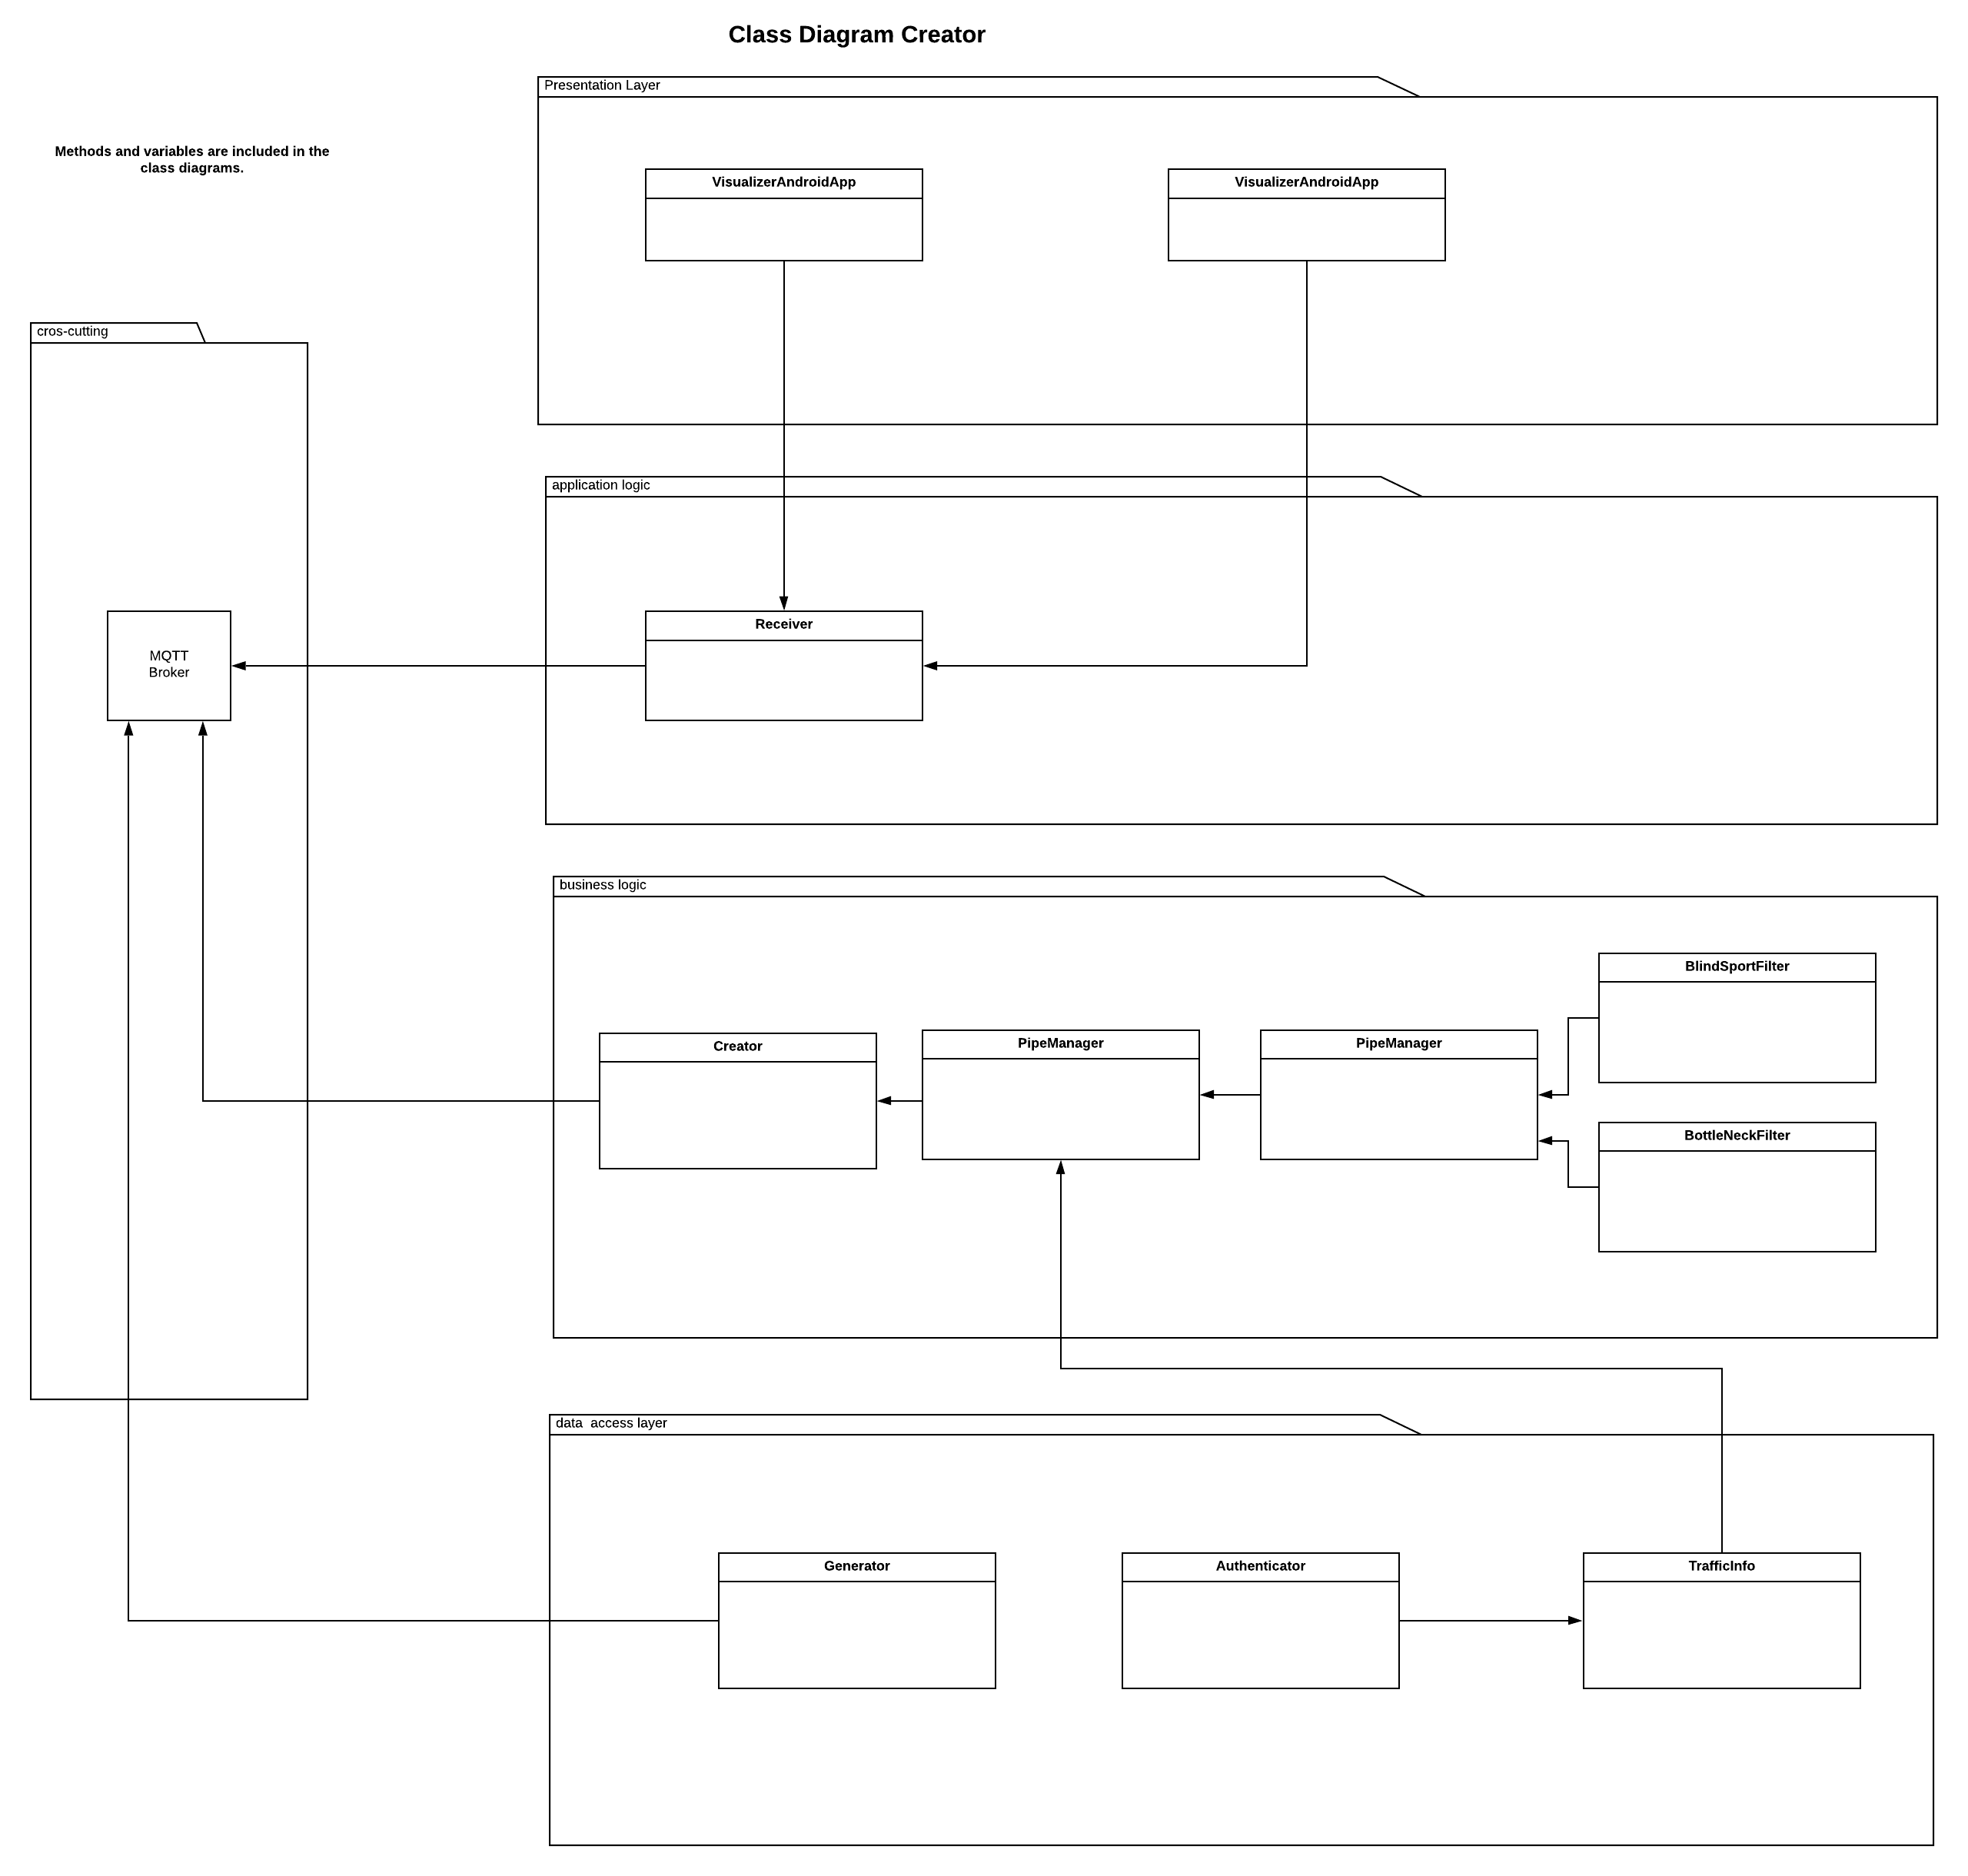 Class Diagram Creator
Presentation Layer
Methods and variables are included in the
class diagrams.
VisualizerAndroidApp
VisualizerAndroidApp
cros-cutting
application logic
MQTT
Broker
Receiver
business logic
BlindSportFilter
Creator
PipeManager
PipeManager
BottleNeckFilter
data  access layer
Generator
Authenticator
TrafficInfo